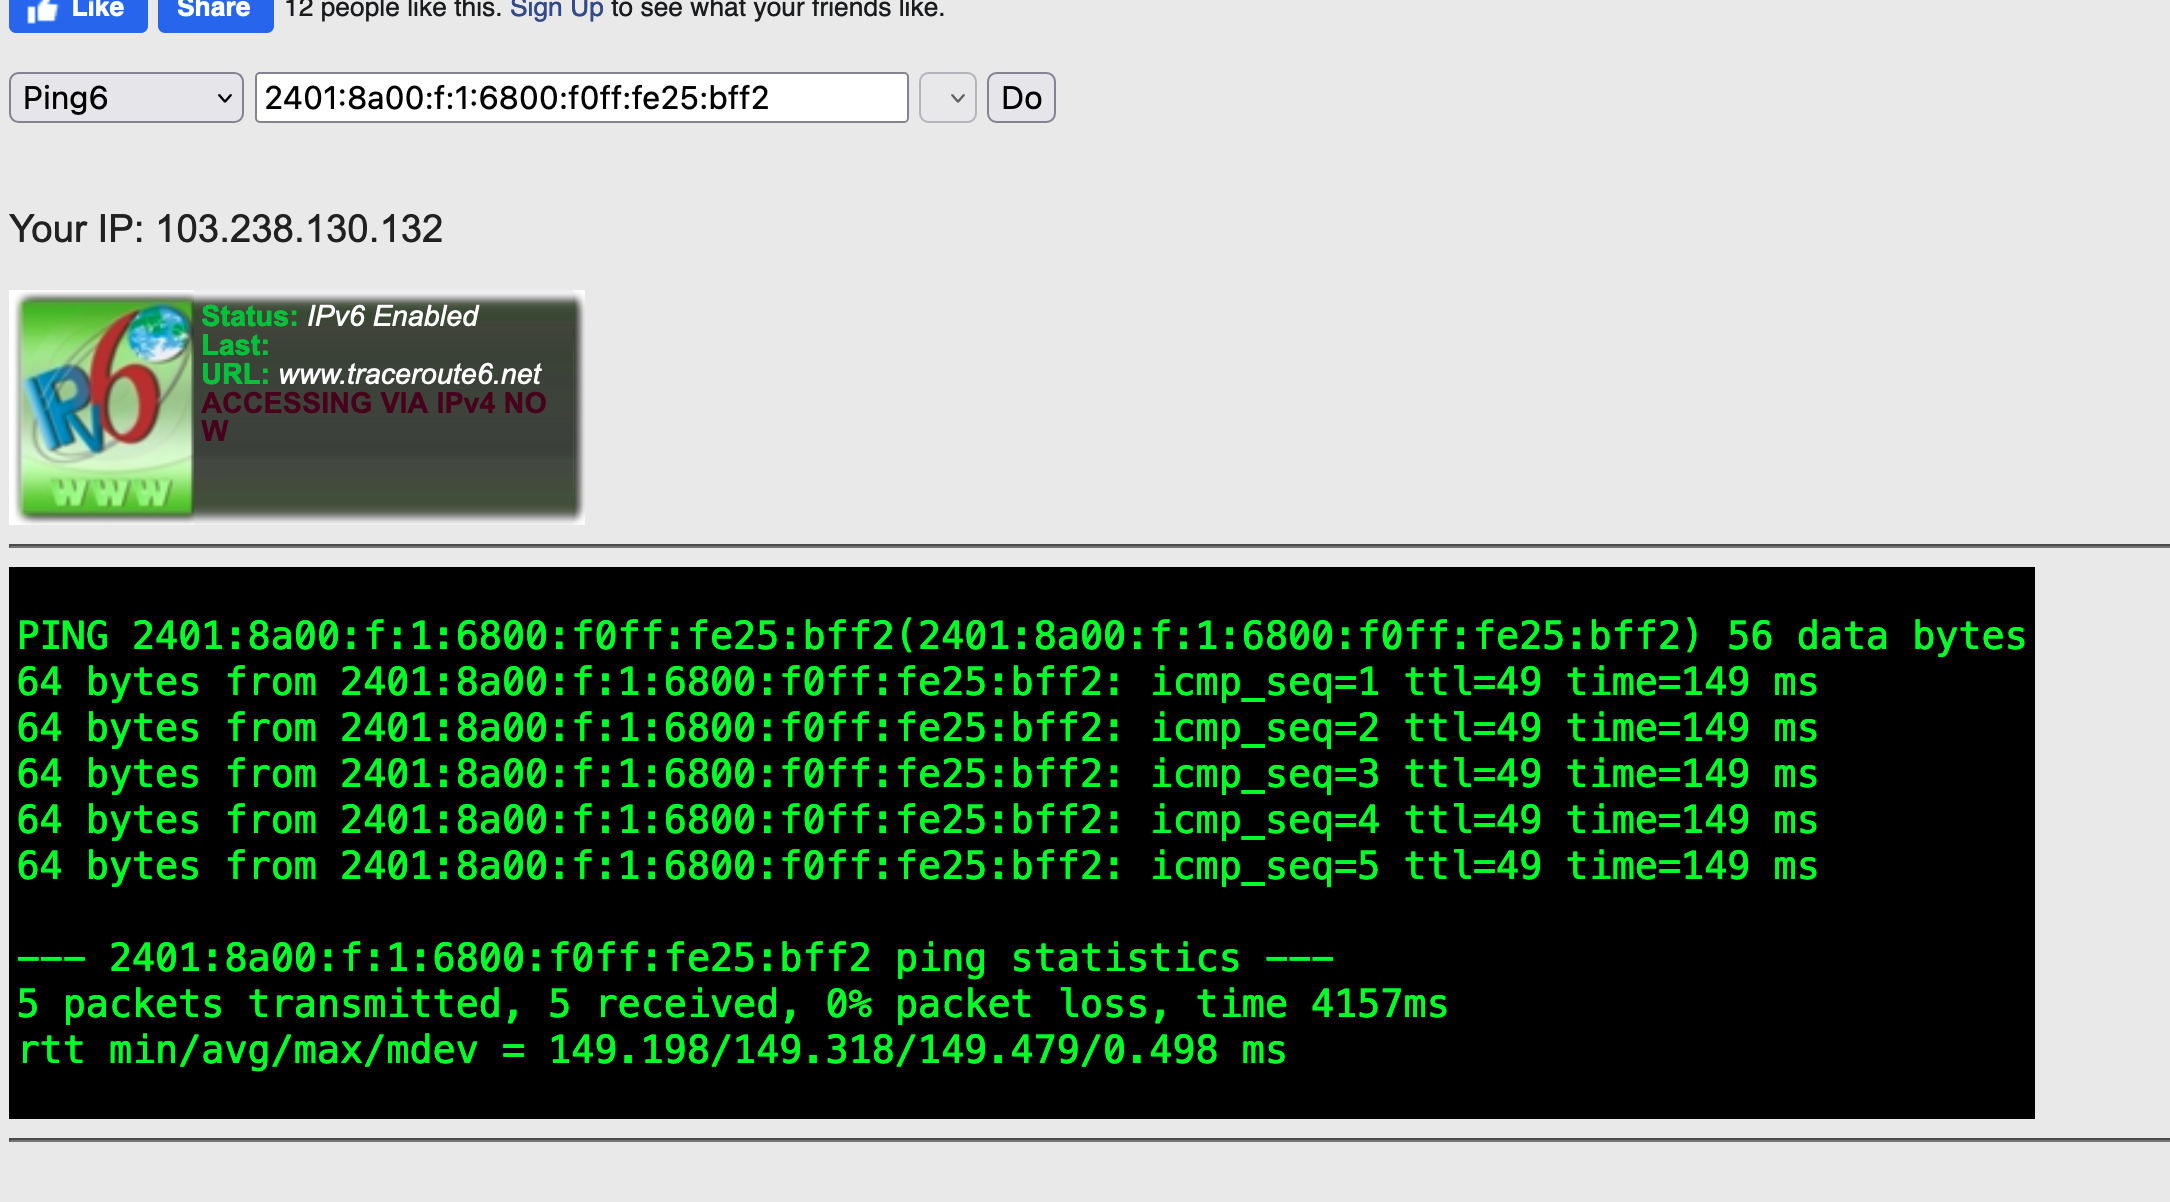 Like Share 12 people like this. Sign Up to see what your friends like.
Ping6 2401:8a00:f:1:6800:f0ff:fe25:bff2 Do
Your IP: 103.238.130.132
IPv6
WWW
Status: IPv6 Enabled
Last:
URL: www.traceroute6.net
ACCESSING VIA IPv4 NO
W
PING 2401:8a00:f:1:6800:f0ff:fe25:bff2(2401:8a00:f:1:6800:f0ff:fe25:bff2) 56 data bytes
64 bytes from 2401:8a00:f:1:6800:f0ff:fe25:bff2: icmp_seq=1 ttl=49 time=149 ms
64 bytes from 2401:8a00:f:1:6800:f0ff:fe25:bff2: icmp_seq=2 ttl=49 time=149 ms
64 bytes from 2401:8a00:f:1:6800:f0ff:fe25:bff2: icmp_seq=3 ttl=49 time=149 ms
64 bytes from 2401:8a00:f:1:6800:f0ff:fe25:bff2: icmp_seq=4 ttl=49 time=149 ms
64 bytes from 2401:8a00:f:1:6800:f0ff:fe25:bff2: icmp_seq=5 ttl=49 time=149 ms
--- 2401:8a00:f:1:6800:f0ff:fe25:bff2 ping statistics ---
5 packets transmitted, 5 received, 0% packet loss, time 4157ms
rtt min/avg/max/mdev = 149.198/149.318/149.479/0.498 ms